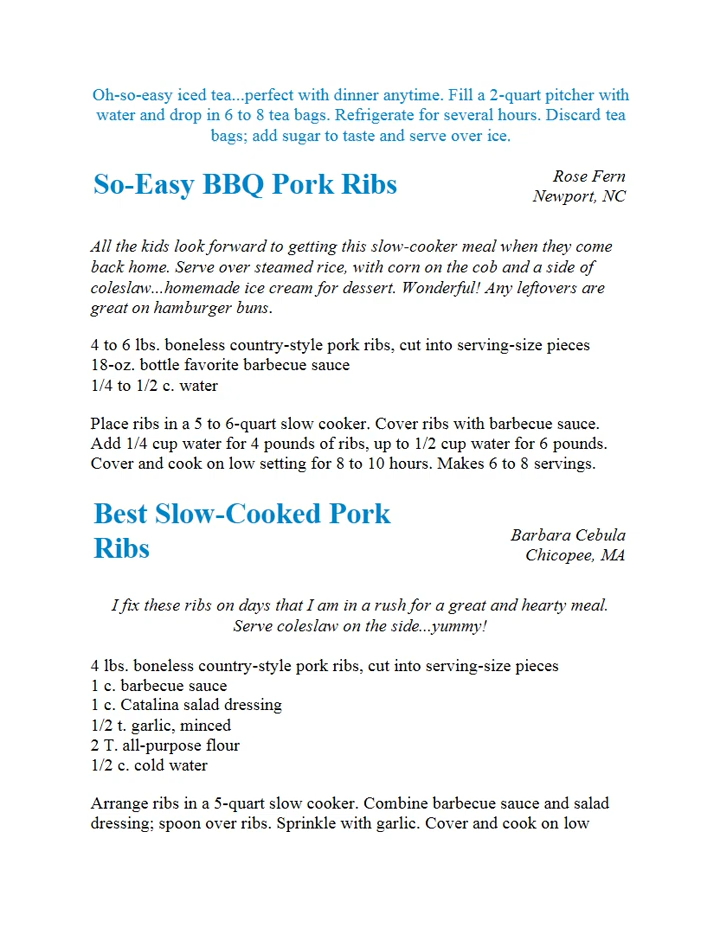 Oh-so-easy iced tea...perfect with dinner anytime. Fill a 2-quart pitcher with
water and drop in 6 to 8 tea bags. Refrigerate for several hours. Discard tea
bags; add sugar to taste and serve over ice.
So-Easy BBQ Pork Ribs
Rose Fern
Newport, NC
All the kids look forward to getting this slow-cooker meal when they come
back home. Serve over steamed rice, with corn on the cob and a side of
coleslaw...homemade ice cream for dessert. Wonderful! Any leftovers are
great on hamburger buns.
4 to 6 lbs. boneless country-style pork ribs, cut into serving-size pieces
18-oz. bottle favorite barbecue sauce
1/4 to 1/2 c. water
Place ribs in a 5 to 6-quart slow cooker. Cover ribs with barbecue sauce.
Add 1/4 cup water for 4 pounds of ribs, up to 1/2 cup water for 6 pounds.
Cover and cook on low setting for 8 to 10 hours. Makes 6 to 8 servings.
Best Slow-Cooked Pork
Ribs
Barbara Cebula
Chicopee, MA
I fix these ribs on days that I am in a rush for a great and hearty meal.
Serve coleslaw on the side...yummy!
4 lbs. boneless country-style pork ribs, cut into serving-size pieces
1 c. barbecue sauce
1 c. Catalina salad dressing
1/2 t. garlic, minced
2 T. all-purpose flour
1/2 c. cold water
Arrange ribs in a 5-quart slow cooker. Combine barbecue sauce and salad
dressing; spoon over ribs. Sprinkle with garlic. Cover and cook on low